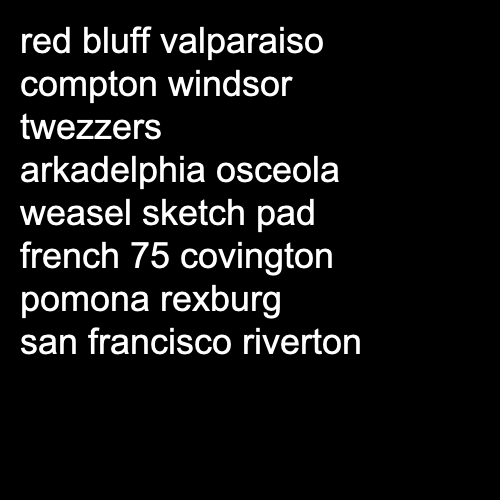 red bluff valparaiso
compton windsor
twezzers
arkadelphia osceola
weasel sketch pad
french 75 covington
pomona rexburg
san francisco riverton